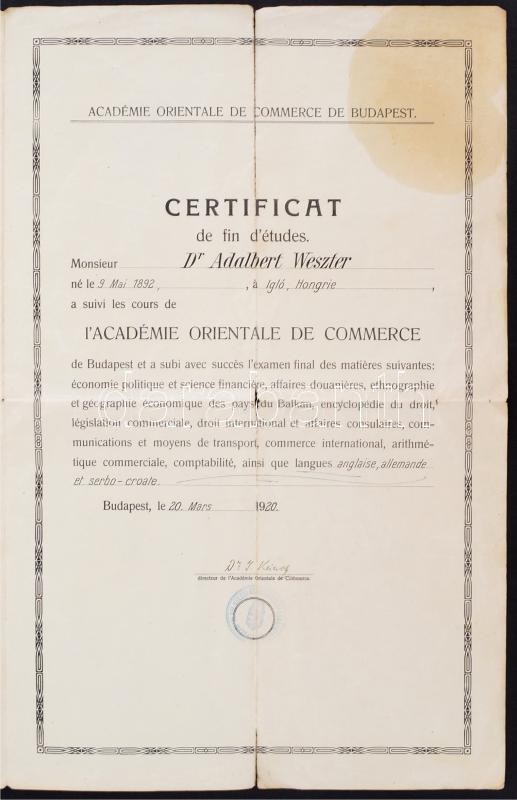 ACADÉMIE ORIENTALE DE COMMERCE DE BUDAPEST.
CERTIFICAT
de fin d'études.
Monsieur Dr Adalbert Weszter
né le 9 Mai 1892, , à Igló, Hongrie ,
a suivi les cours de
l'ACADÉMIE ORIENTALE DE COMMERCE
de Budapest et a subi avec succès l'examen final des matières suivantes:
économie politique et science financière, affaires douanières, ethnographie
et géographie économique des pays du Balkan, encyclopédie du droit,
législation commerciale, droit international et affaires consulaires, com-
munications et moyens de transport, commerce international, arithmé-
tique commerciale, comptabilité, ainsi que langues anglaise, allemande
et serbo-croate.
Budapest, le 20. Mars 1920.
Dr
directeur de l'Académie Orientale de Commerce.
darabanth